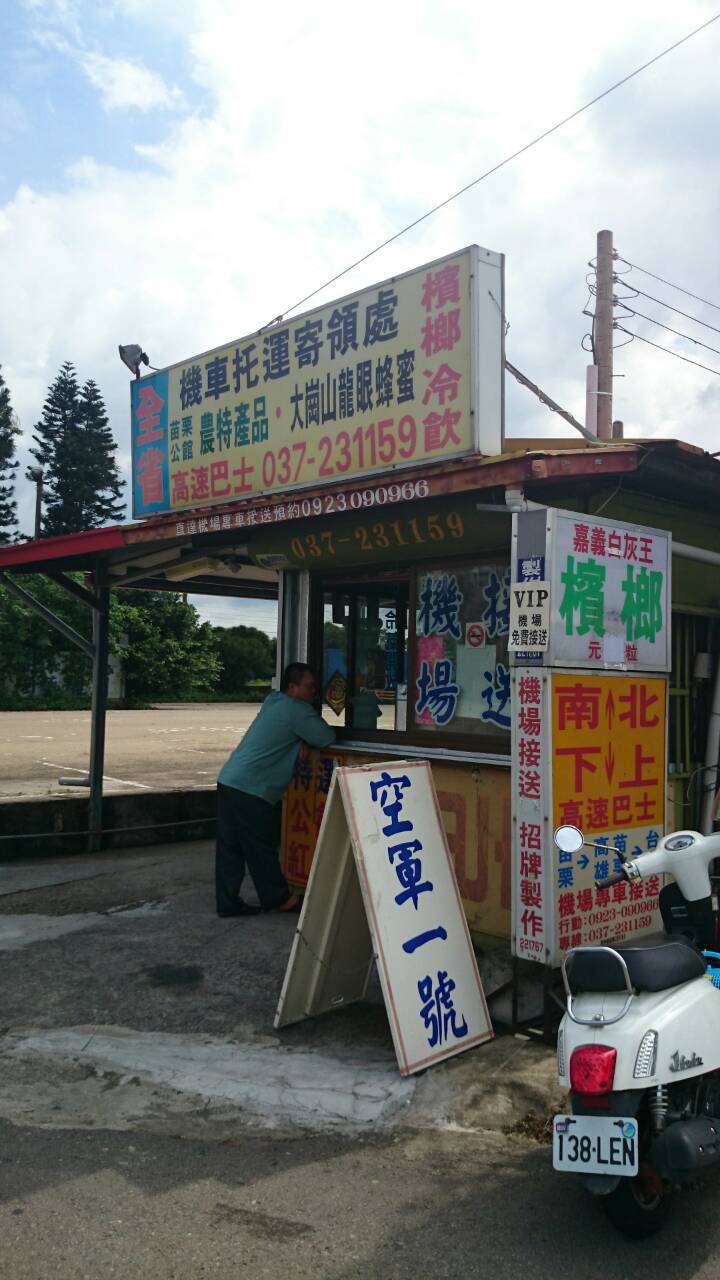 全省
機車托運寄領處
苗栗公館
農特產品・大崗山龍眼蜂蜜
高速巴士 037-231159
檳榔冷飲
直達機場專車接送預約0923090966
037-231159
機場
接送
嘉義白灰王
檳榔
VIP
機場
免費接送
機場接送 招牌製作
221767
南↑北
下↓上
高速巴士
機場專車接送
行動:0923-090966
專線:037-231159
空軍一號
138-LEN